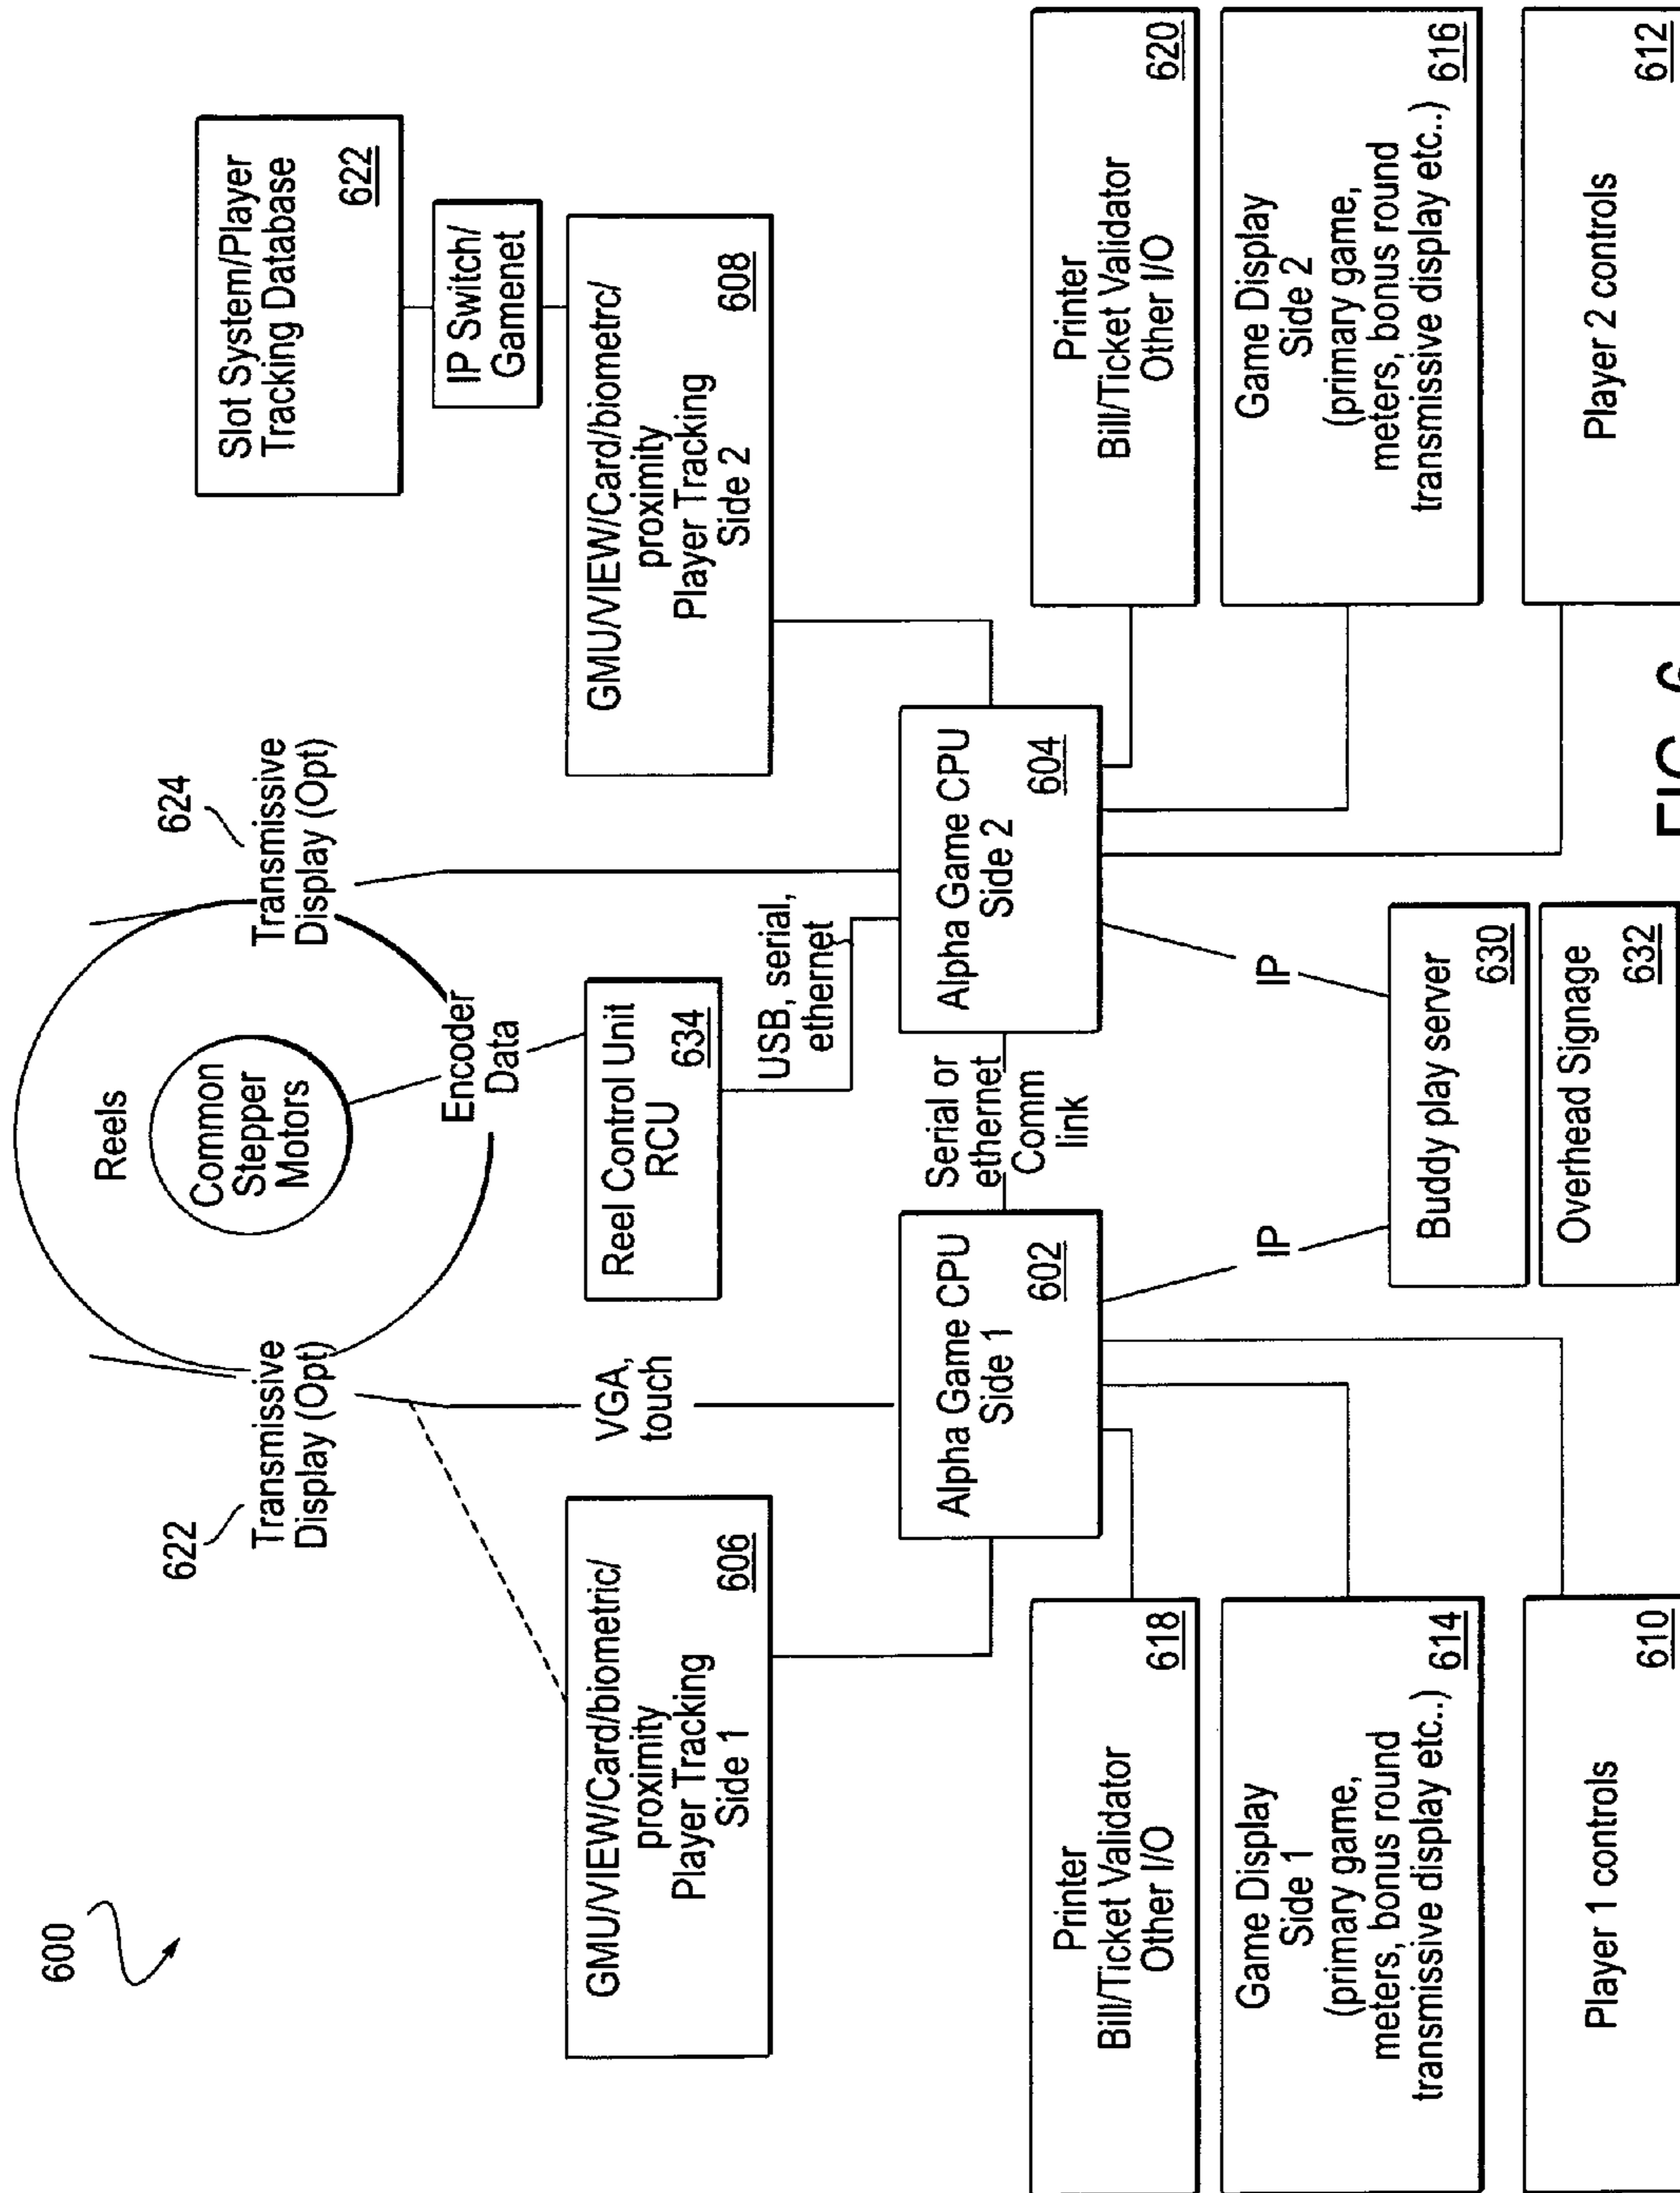 600
622
Transmissive
Display (Opt)
Reels
Common
Stepper
Motors
Encoder
Data
624
Transmissive
Display (Opt)
Slot System/Player
Tracking Database
622
IP Switch/
Gamenet
GMU/VIEW/Card/biometric/
proximity
Player Tracking
Side 1
606
VGA,
touch
Reel Control Unit
RCU
634
USB, serial,
ethernet
GMU/VIEW/Card/biometrc/
proximity
Player Tracking
Side 2
608
Alpha Game CPU
Side 1
602
Serial or
ethernet
Comm
link
Alpha Game CPU
Side 2
604
Printer
Bill/Ticket Validator
Other I/O
618
Game Display
Side 1
(primary game,
meters, bonus round
transmissive display etc..)
614
Player 1 controls
610
IP
IP
Buddy play server
630
Overhead Signage
632
Printer
Bill/Ticket Validator
Other I/O
620
Game Display
Side 2
(primary game,
meters, bonus round
transmissive display etc..)
616
Player 2 controls
612